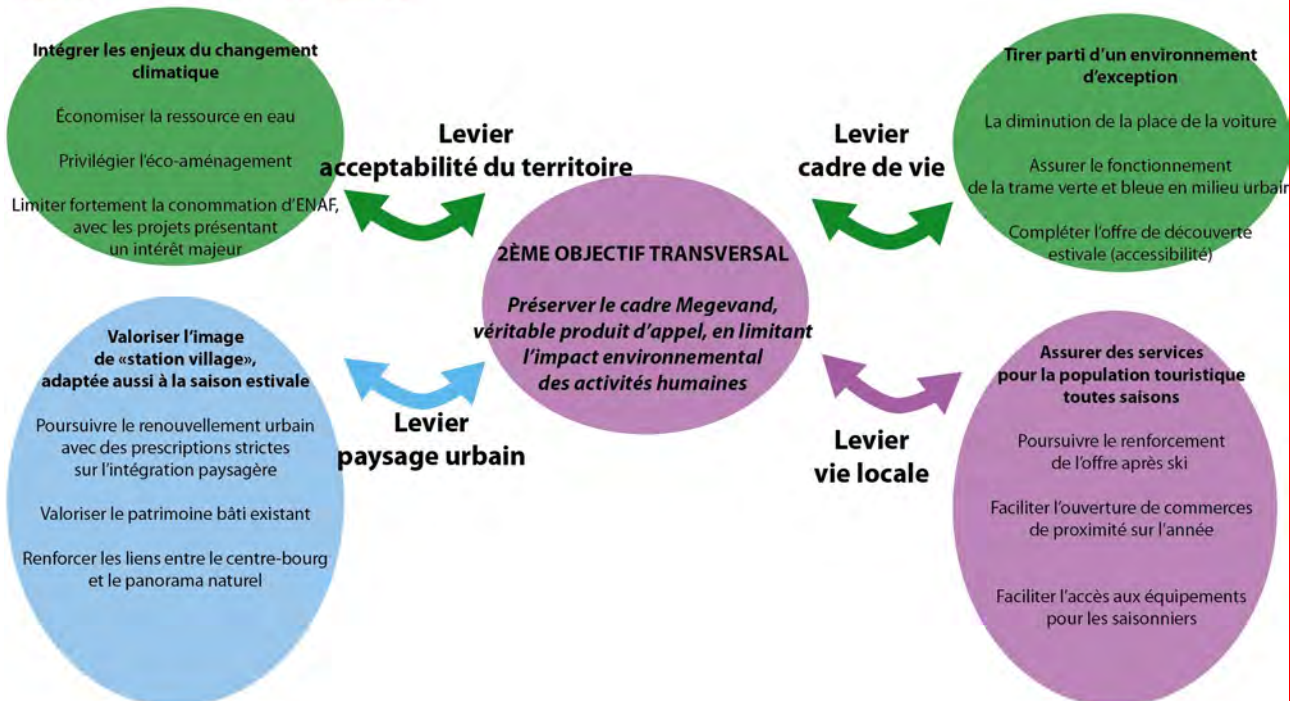 Intégrer les enjeux du changement
climatique
Économiser la ressource en eau
Privilégier l'éco-aménagement
Limiter fortement la conommation d'ENAF,
avec les projets présentant
un intérêt majeur
Levier
acceptabilité du territoire
Levier
cadre de vie
Tirer parti d'un environnement
d'exception
La diminution de la place de la voiture
Assurer le fonctionnement
de la trame verte et bleue en milieu urbain
Compléter l'offre de découverte
estivale (accessibilité)
2ÈME OBJECTIF TRANSVERSAL
Préserver le cadre Megevand,
véritable produit d'appel, en limitant
l'impact environnemental
des activités humaines
Valoriser l'image
de «station village»,
adaptée aussi à la saison estivale
Poursuivre le renouvellement urbain
avec des prescriptions strictes
sur l'intégration paysagère
Valoriser le patrimoine bâti existant
Renforcer les liens entre le centre-bourg
et le panorama naturel
Levier
paysage urbain
Levier
vie locale
Assurer des services
pour la population touristique
toutes saisons
Poursuivre le renforcement
de l'offre après ski
Faciliter l'ouverture de commerces
de proximité sur l'année
Faciliter l'accès aux équipements
pour les saisonniers